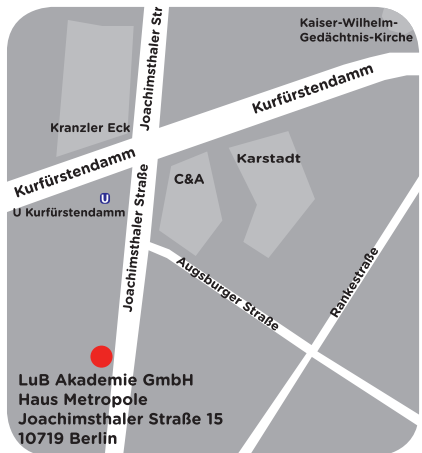 Joachimsthaler Str
Kaiser-Wilhelm-
Gedächtnis-Kirche
Kurfürstendamm
Kranzler Eck
Kurfürstendamm
Karstadt
C&A
U
U Kurfürstendamm
Joachimsthaler Straße
Augsburger Straße
Rankestraße
LuB Akademie GmbH
Haus Metropole
Joachimsthaler Straße 15
10719 Berlin